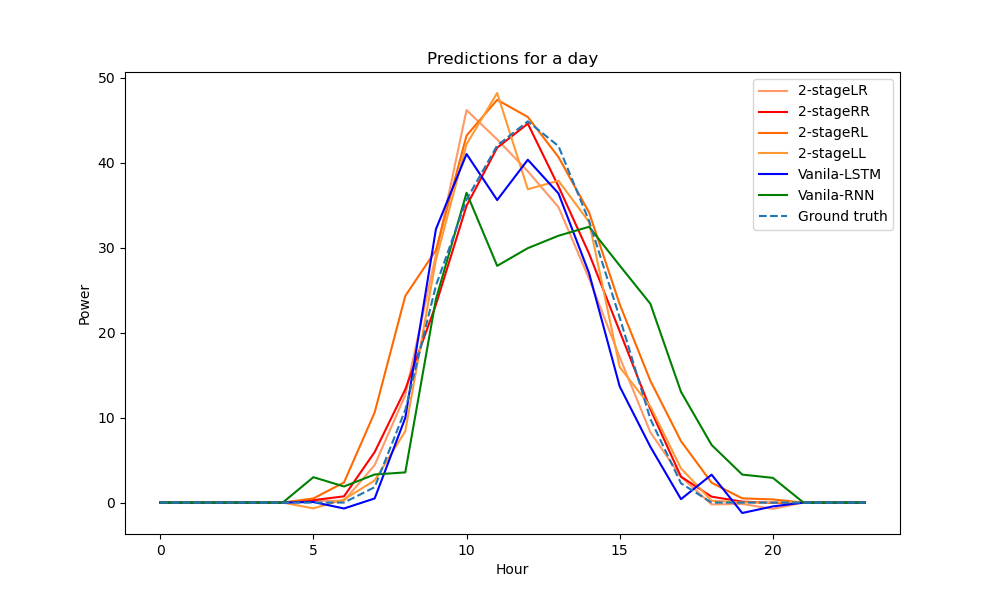 Predictions for a day
50
40
30
20
10
0
Power
0 5 10 15 20
Hour
2-stageLR
2-stageRR
2-stageRL
2-stageLL
Vanila-LSTM
Vanila-RNN
Ground truth